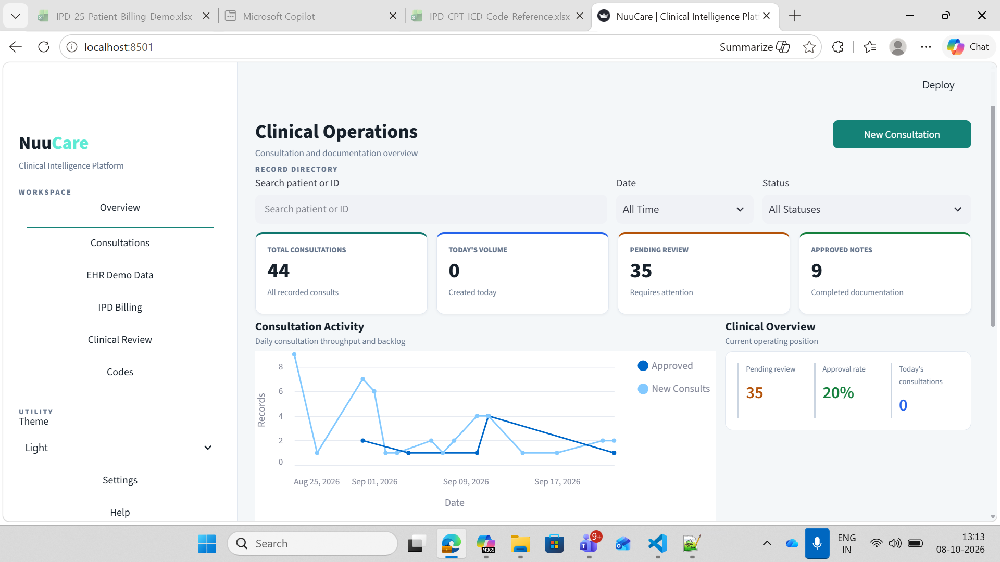 IPD_25_Patient_Billing_Demo.xlsx
Microsoft Copilot
IPD_CPT_ICD_Code_Reference.xlsx
NuuCare | Clinical Intelligence Plat
localhost:8501
Summarize
Chat
Deploy
NuuCare
Clinical Intelligence Platform
WORKSPACE
Overview
Consultations
EHR Demo Data
IPD Billing
Clinical Review
Codes
UTILITY
Theme
Light
Settings
Help
Clinical Operations
Consultation and documentation overview
New Consultation
RECORD DIRECTORY
Search patient or ID
Date
Status
Search patient or ID
All Time
All Statuses
TOTAL CONSULTATIONS
44
All recorded consults
TODAY'S VOLUME
0
Created today
PENDING REVIEW
35
Requires attention
APPROVED NOTES
9
Completed documentation
Consultation Activity
Daily consultation throughput and backlog
Records
8
6
4
2
0
Aug 25, 2026
Sep 01, 2026
Sep 09, 2026
Sep 17, 2026
Date
Approved
New Consults
Clinical Overview
Current operating position
Pending review
35
Approval rate
20%
Today's
consultations
0
Search
M365
9+
T
ENG
IN
13:13
08-10-2026